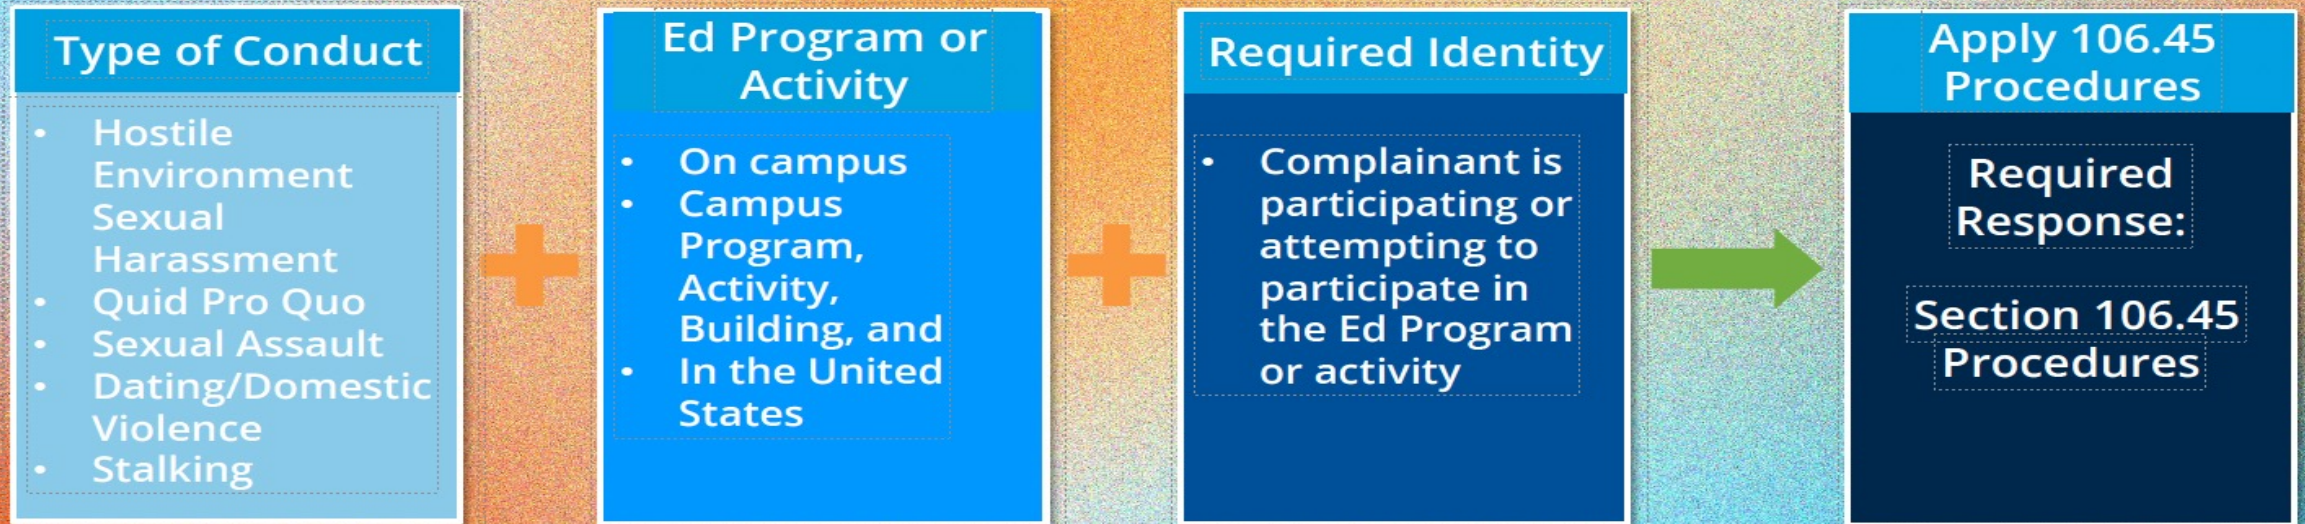 Type of Conduct
• Hostile
Environment
Sexual
Harassment
• Quid Pro Quo
• Sexual Assault
• Dating/Domestic
Violence
• Stalking
Ed Program or
Activity
• On campus
• Campus
Program,
Activity,
Building, and
• In the United
States
Required Identity
• Complainant is
participating or
attempting to
participate in
the Ed Program
or activity
Apply 106.45
Procedures
Required
Response:
Section 106.45
Procedures